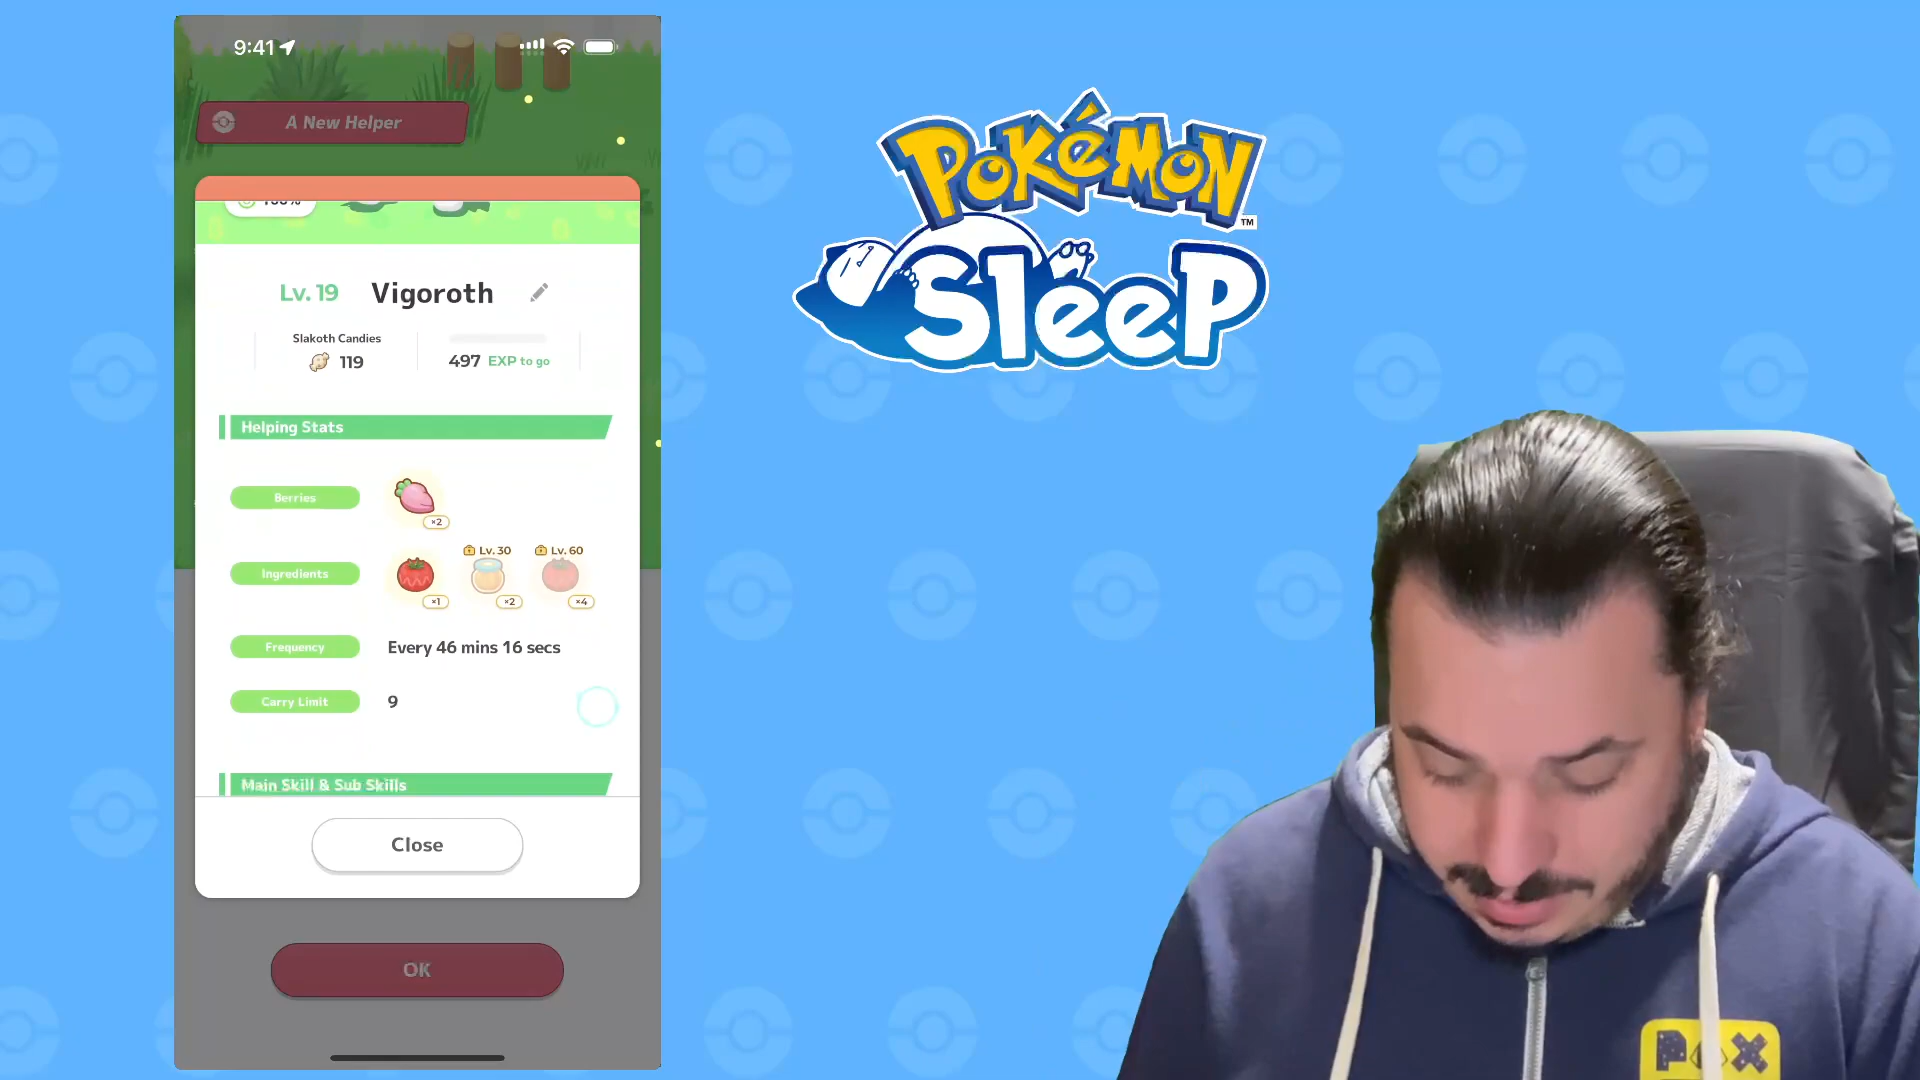 9:41
A New Helper
100%
Lv. 19 Vigoroth
Slakoth Candies
119
497 EXP to go
Helping Stats
Berries
×2
Ingredients
Lv. 30
Lv. 60
×1
×2
×4
Frequency
Every 46 mins 16 secs
Carry Limit
9
Main Skill & Sub Skills
Close
OK
POKéMON
TM
Sleep